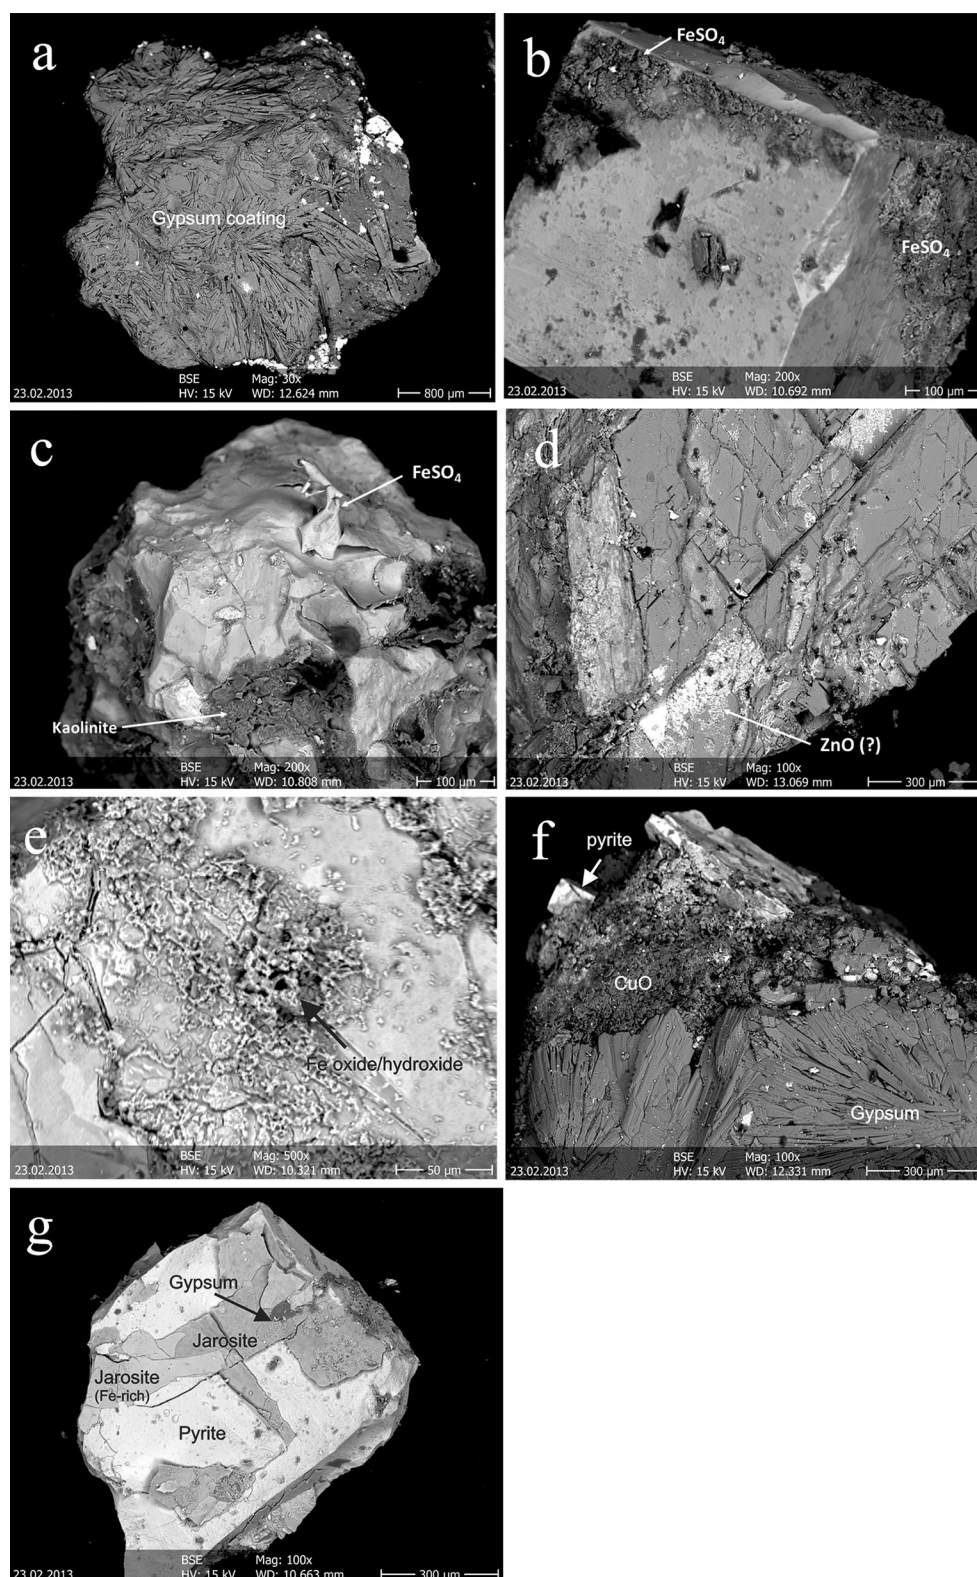 a
Gypsum coating
BSE Mag: 30x
23.02.2013 HV: 15 kV WD: 12.624 mm 800 µm
b
FeSO₄
FeSO₄
BSE Mag: 200x
23.02.2013 HV: 15 kV WD: 10.692 mm 100 µm
c
FeSO₄
Kaolinite
BSE Mag: 200x
23.02.2013 HV: 15 kV WD: 10.808 mm 100 µm
d
ZnO (?)
BSE Mag: 100x
23.02.2013 HV: 15 kV WD: 13.069 mm 300 µm
e
Fe oxide/hydroxide
BSE Mag: 500x
23.02.2013 HV: 15 kV WD: 10.321 mm 50 µm
f
pyrite
CuO
Gypsum
BSE Mag: 100x
23.02.2013 HV: 15 kV WD: 12.331 mm 300 µm
g
Gypsum
Jarosite
Jarosite
(Fe-rich)
Pyrite
BSE Mag: 100x
23.02.2013 HV: 15 kV WD: 10.663 mm 300 µm